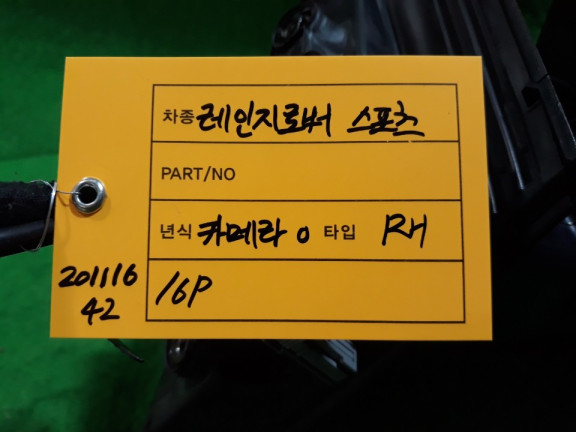 차종 레인지로버 스포츠
PART/NO
년식 카메라 o 타입 RH
16P
201116
42